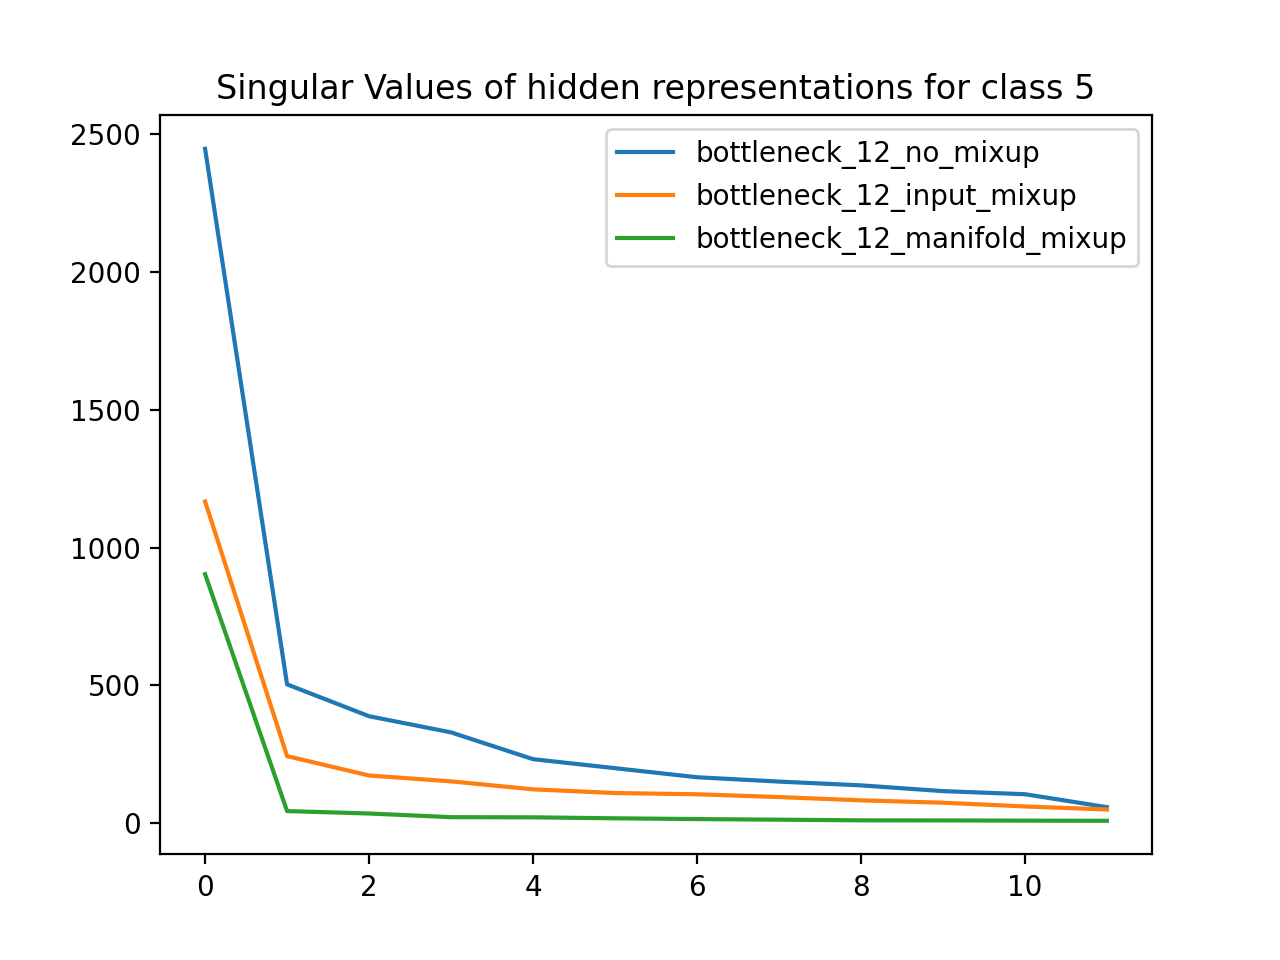 Singular Values of hidden representations for class 5
bottleneck_12_no_mixup
bottleneck_12_input_mixup
bottleneck_12_manifold_mixup
2500
2000
1500
1000
500
0
0 2 4 6 8 10